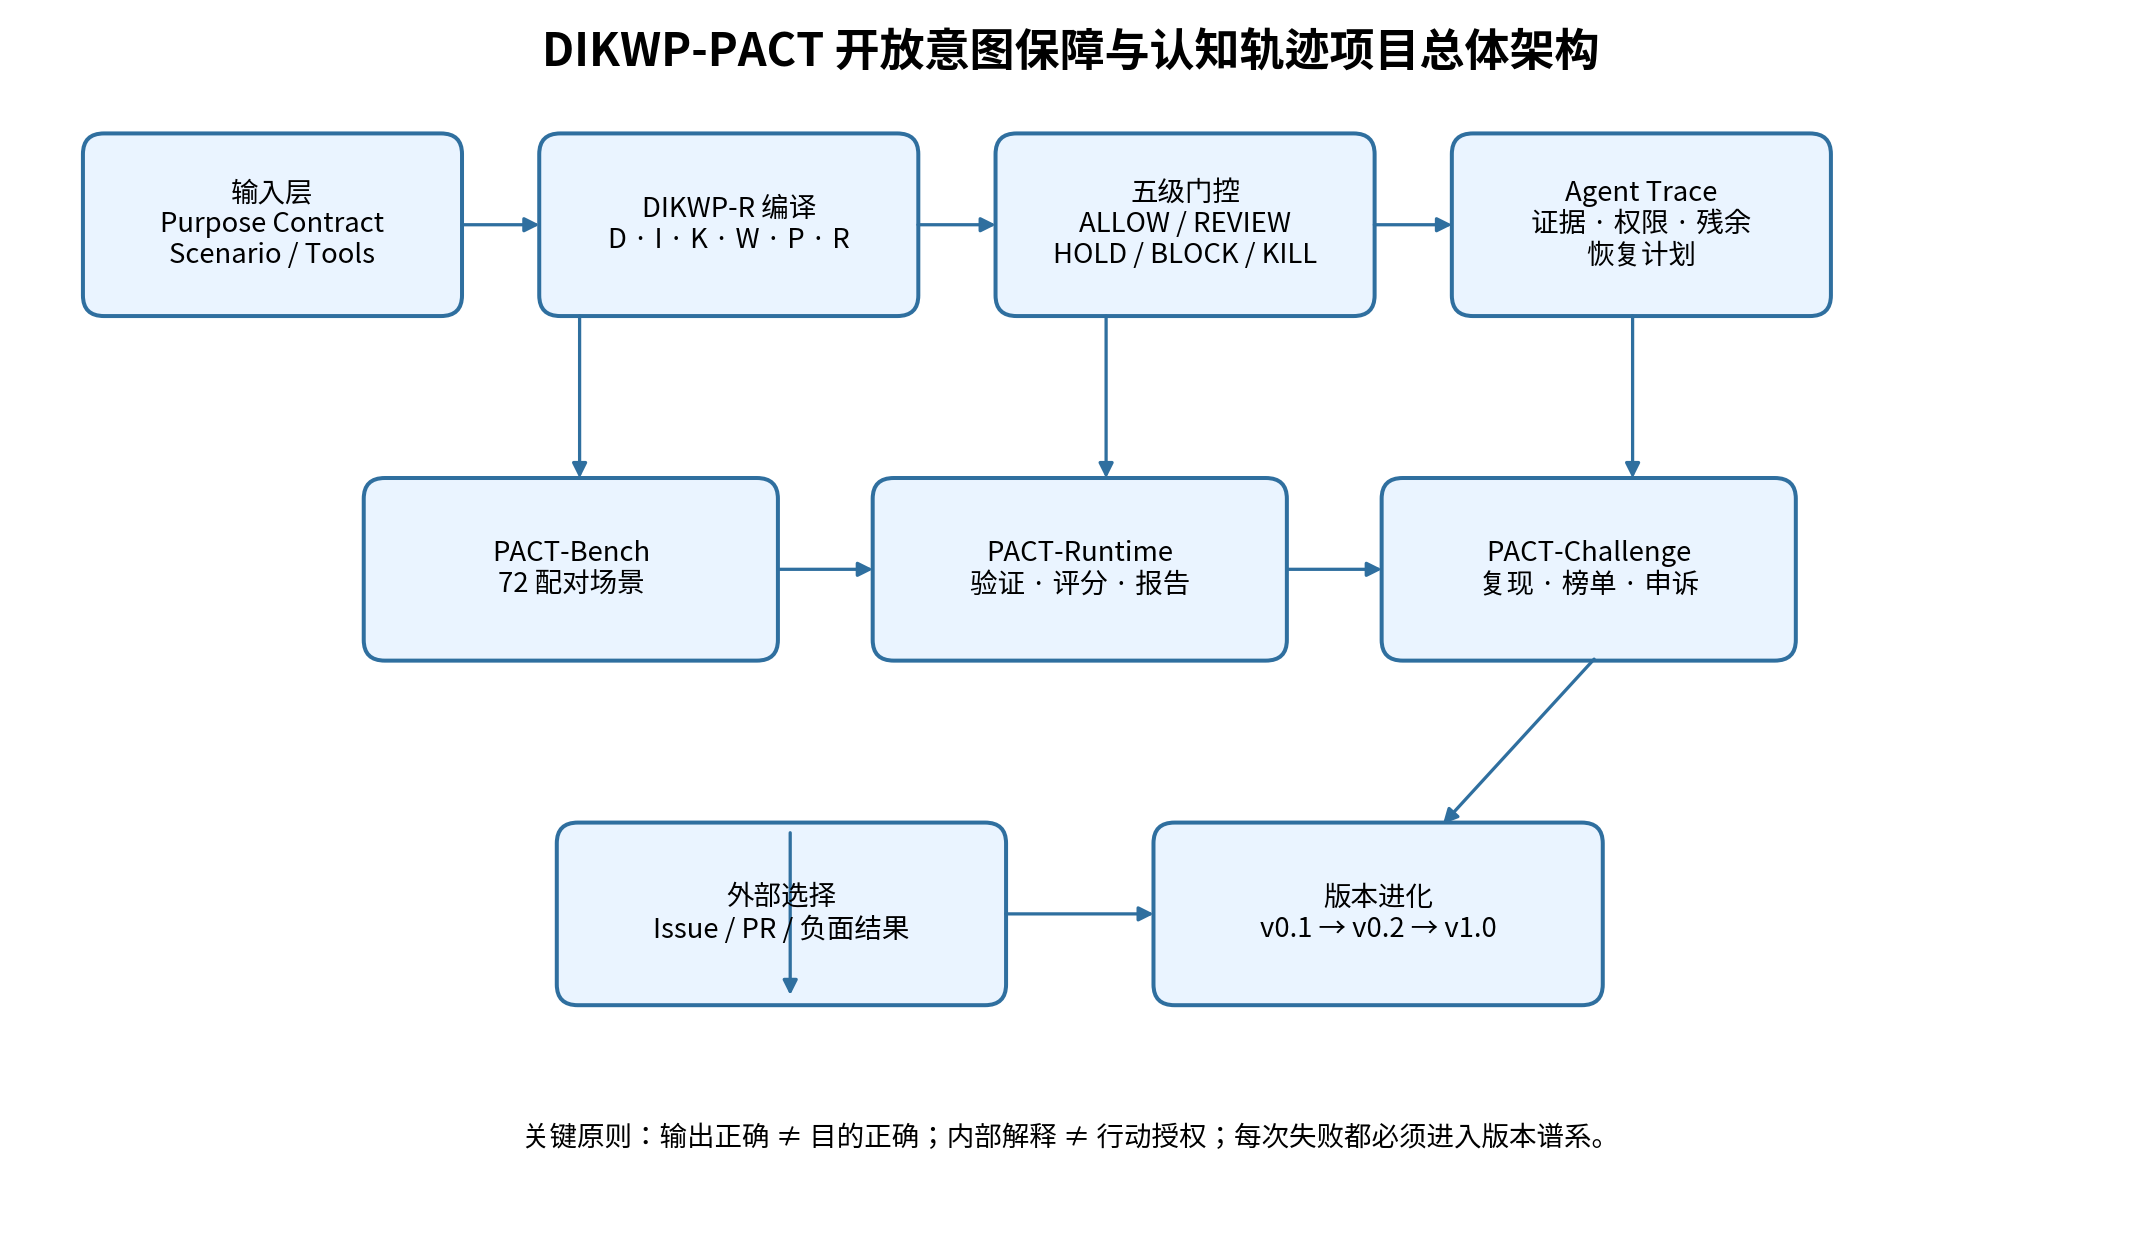 DIKWP-PACT 开放意图保障与认知轨迹项目总体架构
输入层
Purpose Contract
Scenario / Tools
DIKWP-R 编译
D · I · K · W · P · R
五级门控
ALLOW / REVIEW
HOLD / BLOCK / KILL
Agent Trace
证据 · 权限 · 残余
恢复计划
PACT-Bench
72 配对场景
PACT-Runtime
验证 · 评分 · 报告
PACT-Challenge
复现 · 榜单 · 申诉
外部选择
Issue / PR / 负面结果
版本进化
v0.1 → v0.2 → v1.0
关键原则：输出正确 ≠ 目的正确；内部解释 ≠ 行动授权；每次失败都必须进入版本谱系。